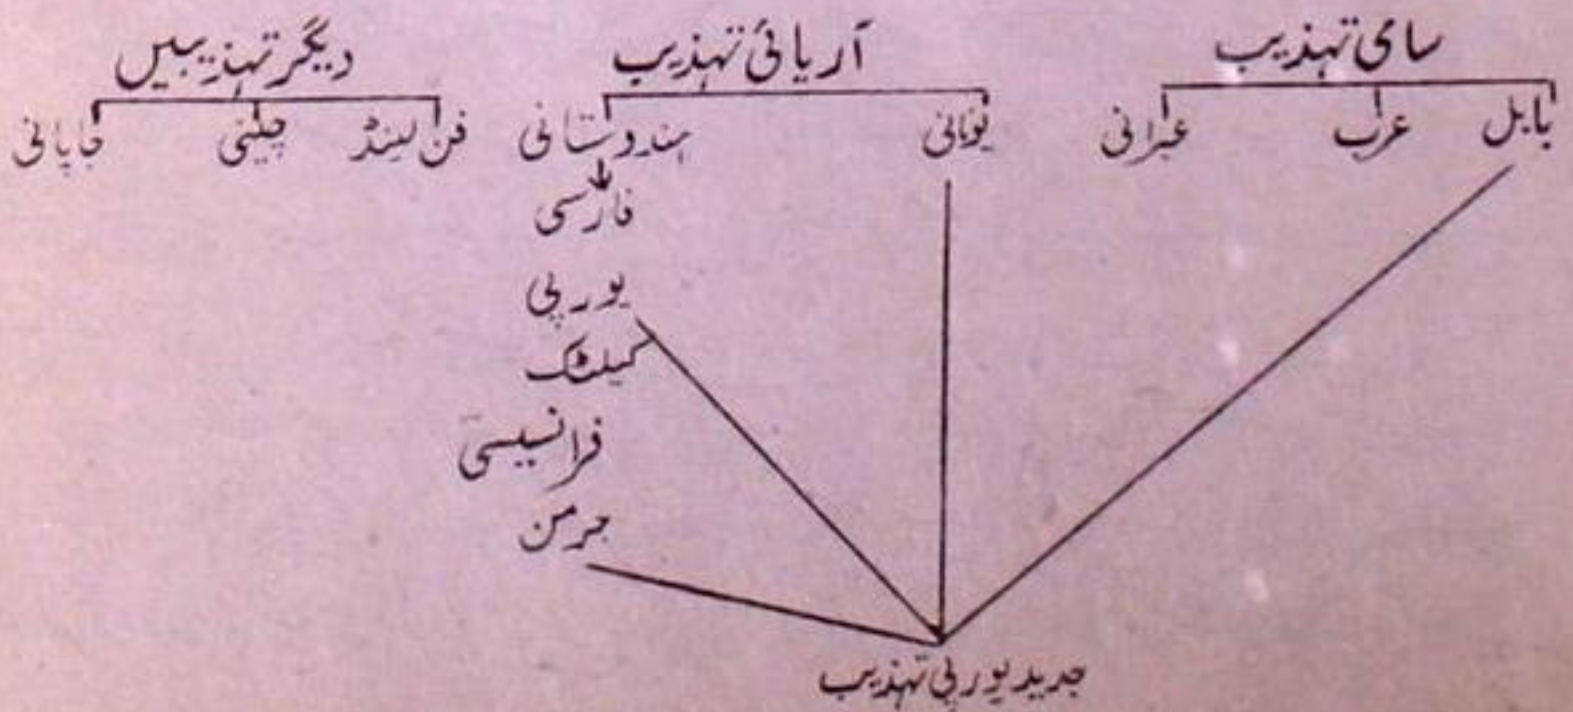 سامی تہذیب
آریائی تہذیب
دیگر تہذیبیں
بابل
عرب
عبرانی
یونانی
ہندوستانی
فن لینڈ
چینی
جاپانی
فارسی
یورپی
کیلٹک
فرانسیسی
جرمن
جدید یورپی تہذیب